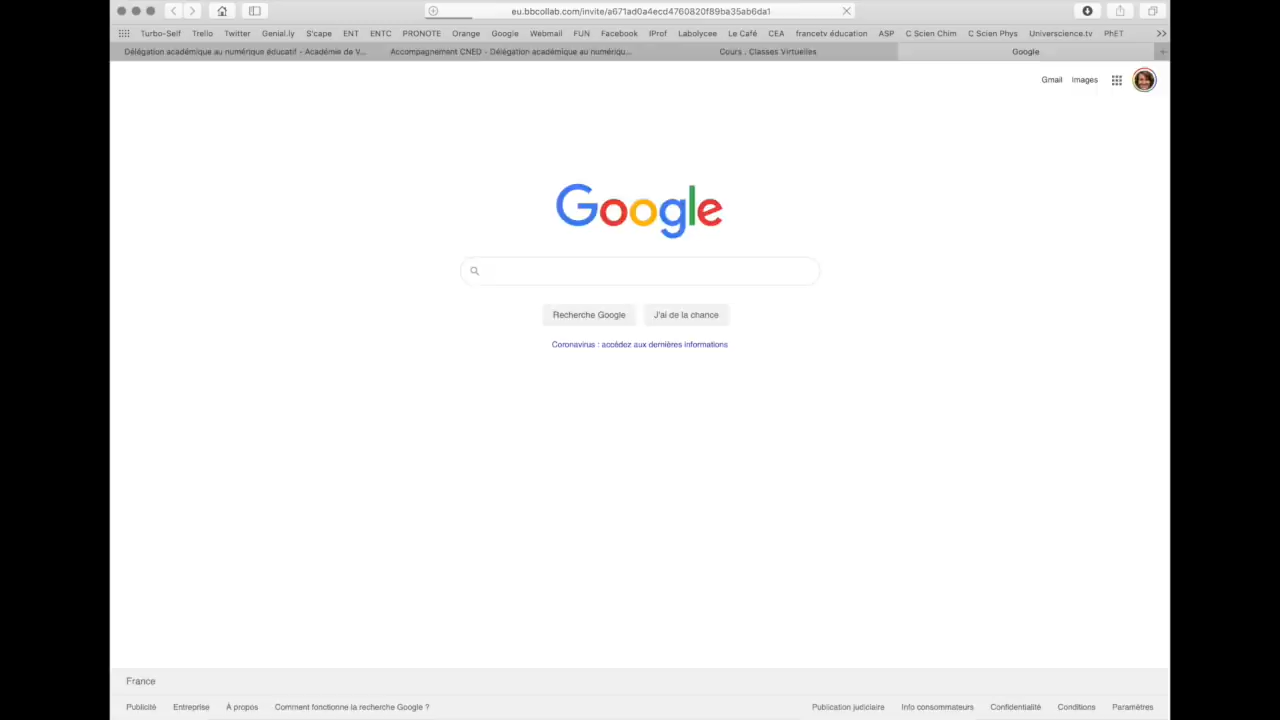 eu.bbcollab.com/invite/a671ad0a4ecd4760820f89ba35ab6da1
Turbo-Self Trello Twitter Genial.ly S'cape ENT ENTC PRONOTE Orange Google Webmail FUN Facebook IProf Labolycee Le Café CEA francetv éducation ASP C Scien Chim C Scien Phys Universcience.tv PhET
Délégation académique au numérique éducatif - Académie de V... Accompagnement CNED - Délégation académique au numériqu... Cours : Classes Virtuelles Google
Gmail Images
Google
Recherche Google J'ai de la chance
Coronavirus : accédez aux dernières informations
France
Publicité Entreprise À propos Comment fonctionne la recherche Google ? Publication judiciaire Info consommateurs Confidentialité Conditions Paramètres